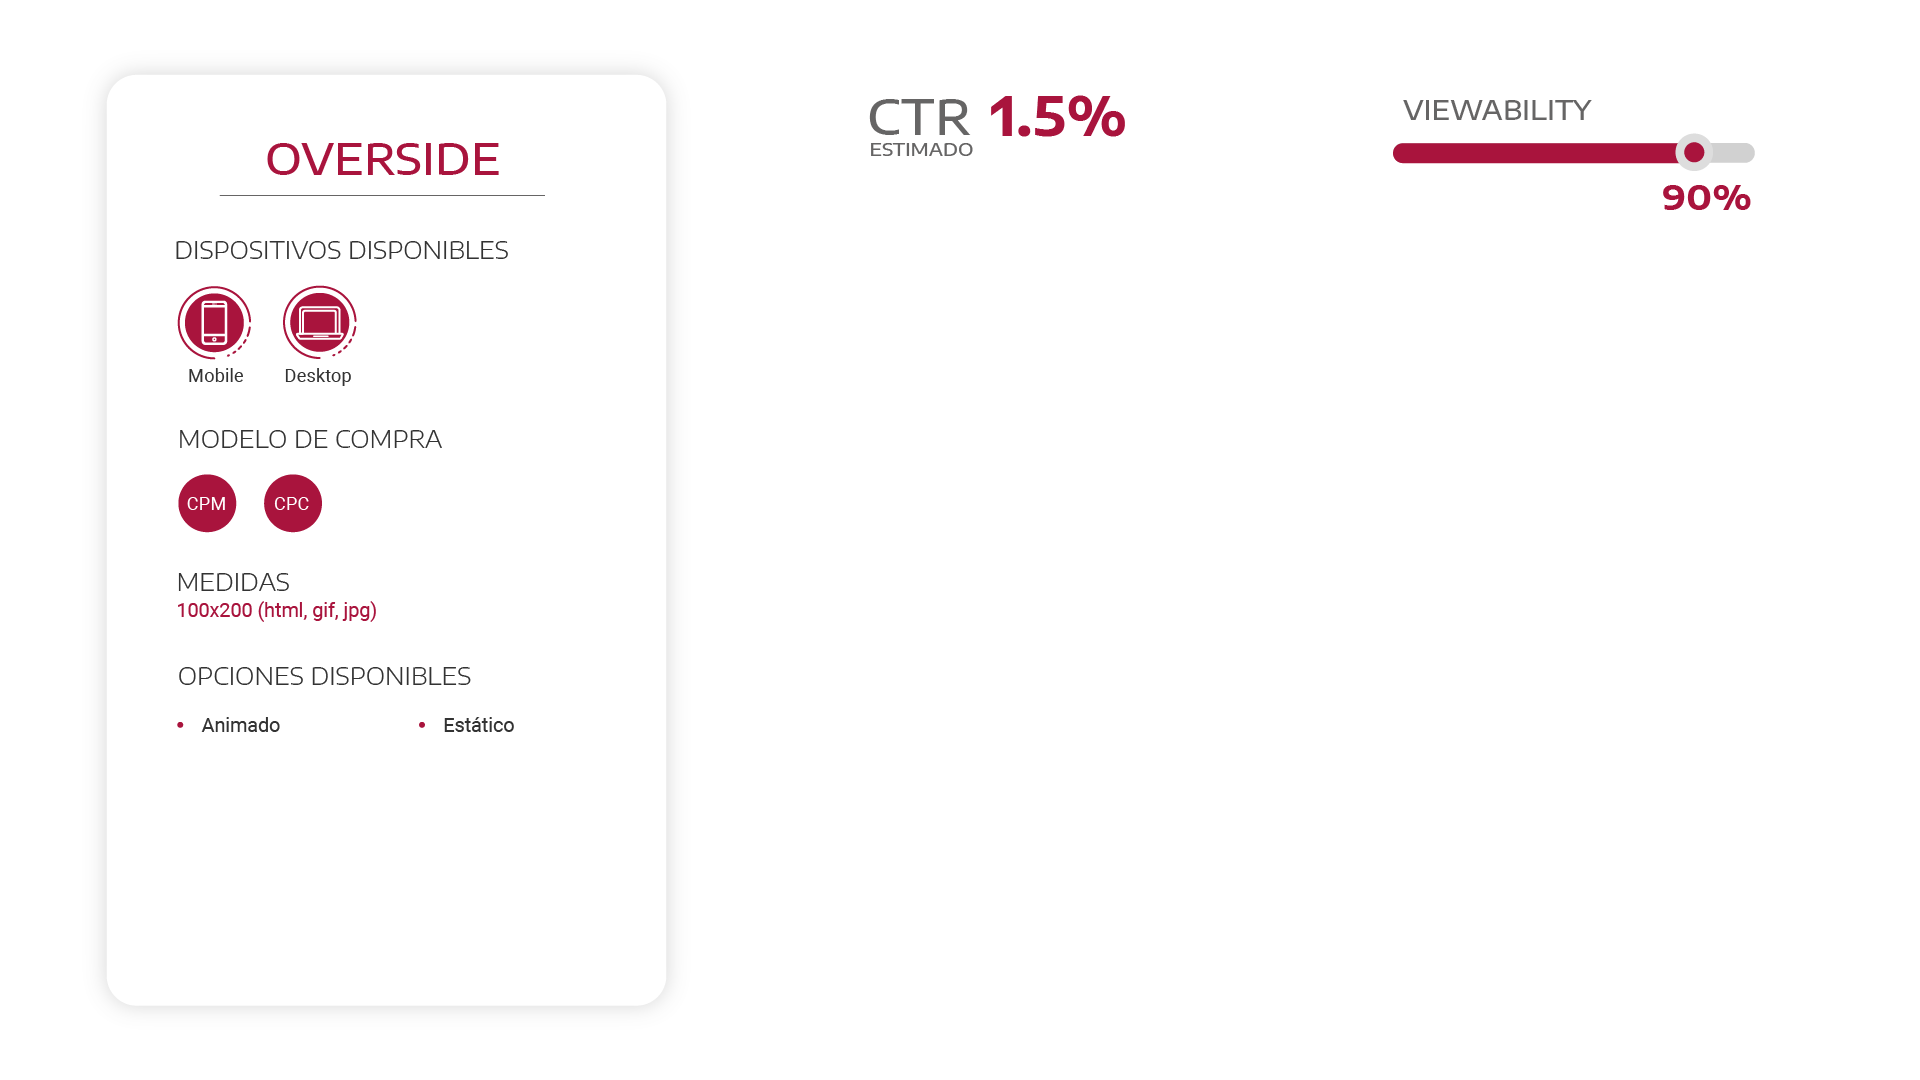 OVERSIDE
DISPOSITIVOS DISPONIBLES
Mobile Desktop
MODELO DE COMPRA
CPM CPC
MEDIDAS
100x200 (html, gif, jpg)
OPCIONES DISPONIBLES
• Animado • Estático
CTR 1.5%
ESTIMADO
VIEWABILITY
90%